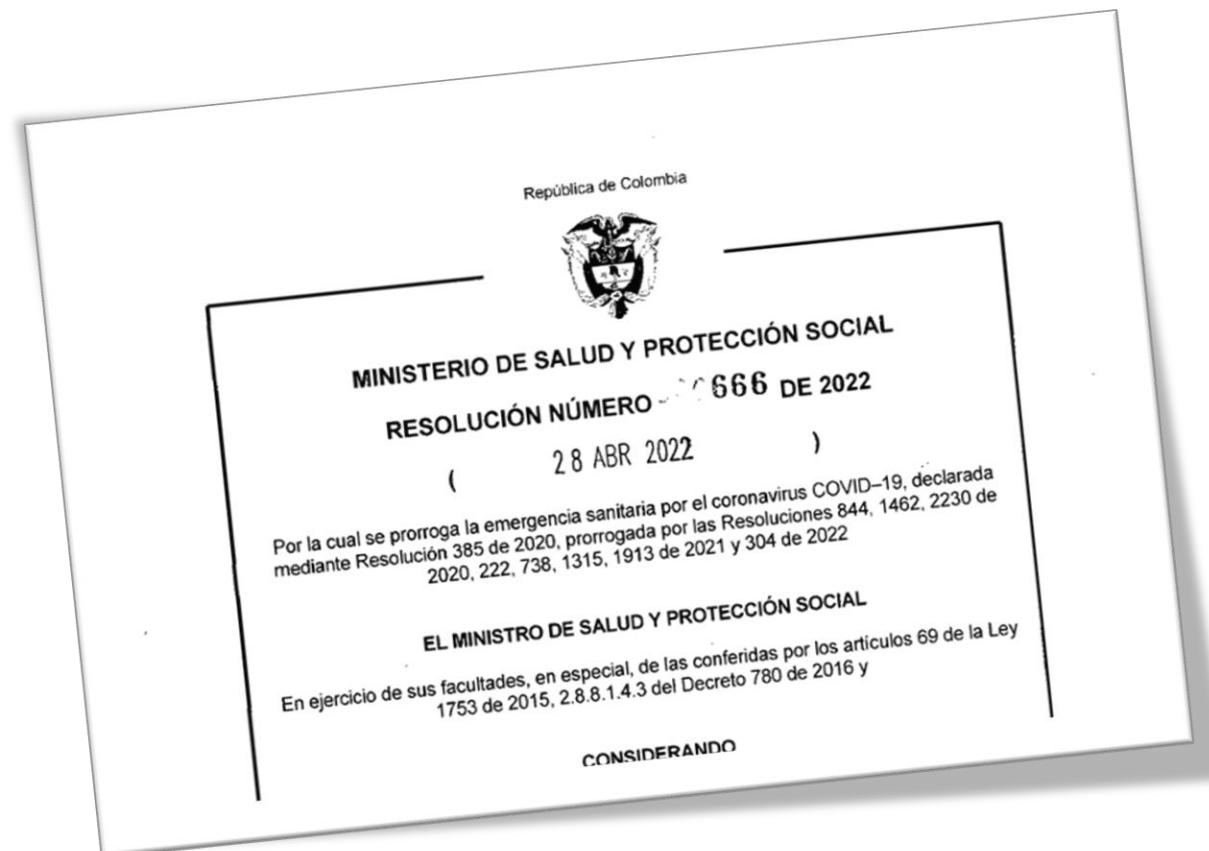 República de Colombia
MINISTERIO DE SALUD Y PROTECCIÓN SOCIAL
RESOLUCIÓN NÚMERO 666 DE 2022
( 28 ABR 2022 )
Por la cual se prorroga la emergencia sanitaria por el coronavirus COVID–19, declarada
mediante Resolución 385 de 2020, prorrogada por las Resoluciones 844, 1462, 2230 de
2020, 222, 738, 1315, 1913 de 2021 y 304 de 2022
EL MINISTRO DE SALUD Y PROTECCIÓN SOCIAL
En ejercicio de sus facultades, en especial, de las conferidas por los artículos 69 de la Ley
1753 de 2015, 2.8.8.1.4.3 del Decreto 780 de 2016 y
CONSIDERANDO